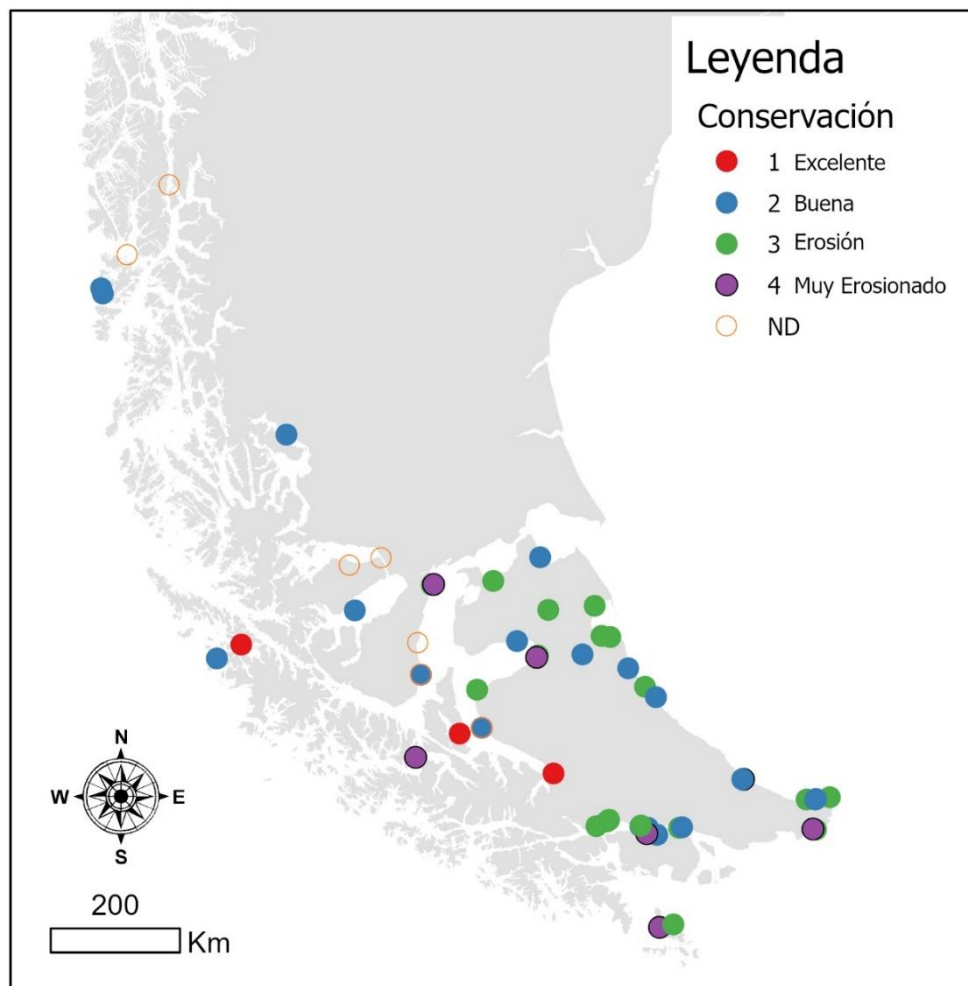 Leyenda
Conservación
1 Excelente
2 Buena
3 Erosión
4 Muy Erosionado
ND
N
W E
S
200
Km